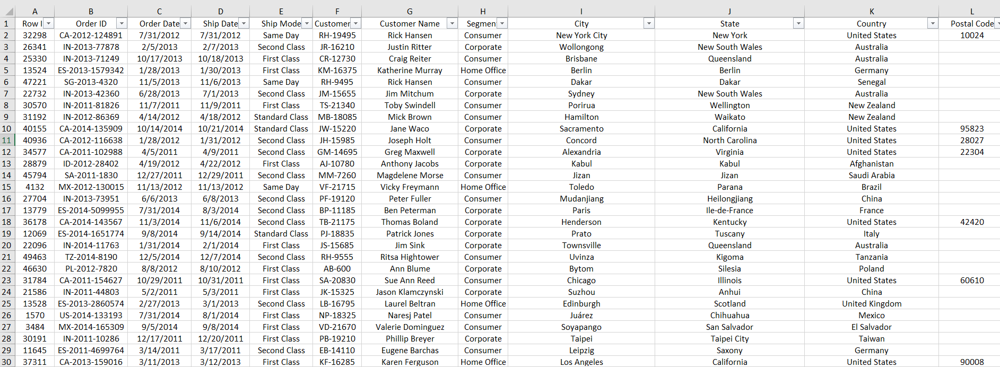 A B C D E F G H I J K L
1 Row I Order ID Order Date Ship Date Ship Mode Customer Customer Name Segmen City State Country Postal Code
2 32298 CA-2012-124891 7/31/2012 7/31/2012 Same Day RH-19495 Rick Hansen Consumer New York City New York United States 10024
3 26341 IN-2013-77878 2/5/2013 2/7/2013 Second Class JR-16210 Justin Ritter Corporate Wollongong New South Wales Australia
4 25330 IN-2013-71249 10/17/2013 10/18/2013 First Class CR-12730 Craig Reiter Consumer Brisbane Queensland Australia
5 13524 ES-2013-1579342 1/28/2013 1/30/2013 First Class KM-16375 Katherine Murray Home Office Berlin Berlin Germany
6 47221 SG-2013-4320 11/5/2013 11/6/2013 Same Day RH-9495 Rick Hansen Consumer Dakar Dakar Senegal
7 22732 IN-2013-42360 6/28/2013 7/1/2013 Second Class JM-15655 Jim Mitchum Corporate Sydney New South Wales Australia
8 30570 IN-2011-81826 11/7/2011 11/9/2011 First Class TS-21340 Toby Swindell Consumer Porirua Wellington New Zealand
9 31192 IN-2012-86369 4/14/2012 4/18/2012 Standard Class MB-18085 Mick Brown Consumer Hamilton Waikato New Zealand
10 40155 CA-2014-135909 10/14/2014 10/21/2014 Standard Class JW-15220 Jane Waco Corporate Sacramento California United States 95823
11 40936 CA-2012-116638 1/28/2012 1/31/2012 Second Class JH-15985 Joseph Holt Consumer Concord North Carolina United States 28027
12 34577 CA-2011-102988 4/5/2011 4/9/2011 Second Class GM-14695 Greg Maxwell Corporate Alexandria Virginia United States 22304
13 28879 ID-2012-28402 4/19/2012 4/22/2012 First Class AJ-10780 Anthony Jacobs Corporate Kabul Kabul Afghanistan
14 45794 SA-2011-1830 12/27/2011 12/29/2011 Second Class MM-7260 Magdelene Morse Consumer Jizan Jizan Saudi Arabia
15 4132 MX-2012-130015 11/13/2012 11/13/2012 Same Day VF-21715 Vicky Freymann Home Office Toledo Parana Brazil
16 27704 IN-2013-73951 6/6/2013 6/8/2013 Second Class PF-19120 Peter Fuller Consumer Mudanjiang Heilongjiang China
17 13779 ES-2014-5099955 7/31/2014 8/3/2014 Second Class BP-11185 Ben Peterman Corporate Paris Ile-de-France France
18 36178 CA-2014-143567 11/3/2014 11/6/2014 Second Class TB-21175 Thomas Boland Corporate Henderson Kentucky United States 42420
19 12069 ES-2014-1651774 9/8/2014 9/14/2014 Standard Class PJ-18835 Patrick Jones Corporate Prato Tuscany Italy
20 22096 IN-2014-11763 1/31/2014 2/1/2014 First Class JS-15685 Jim Sink Corporate Townsville Queensland Australia
21 49463 TZ-2014-8190 12/5/2014 12/7/2014 Second Class RH-9555 Ritsa Hightower Consumer Uvinza Kigoma Tanzania
22 46630 PL-2012-7820 8/8/2012 8/10/2012 First Class AB-600 Ann Blume Corporate Bytom Silesia Poland
23 31784 CA-2011-154627 10/29/2011 10/31/2011 First Class SA-20830 Sue Ann Reed Consumer Chicago Illinois United States 60610
24 21586 IN-2011-44803 5/2/2011 5/3/2011 First Class JK-15325 Jason Klamczynski Corporate Suzhou Anhui China
25 13528 ES-2013-2860574 2/27/2013 3/1/2013 Second Class LB-16795 Laurel Beltran Home Office Edinburgh Scotland United Kingdom
26 1570 US-2014-133193 7/31/2014 8/1/2014 First Class NP-18325 Naresj Patel Consumer Juárez Chihuahua Mexico
27 3484 MX-2014-165309 9/5/2014 9/8/2014 First Class VD-21670 Valerie Dominguez Consumer Soyapango San Salvador El Salvador
28 30191 IN-2011-10286 12/17/2011 12/20/2011 First Class PB-19210 Phillip Breyer Corporate Taipei Taipei City Taiwan
29 11645 ES-2011-4699764 3/14/2011 3/17/2011 Second Class EB-14110 Eugene Barchas Consumer Leipzig Saxony Germany
30 37311 CA-2013-159016 3/11/2013 3/12/2013 First Class KF-16285 Karen Ferguson Home Office Los Angeles California United States 90008